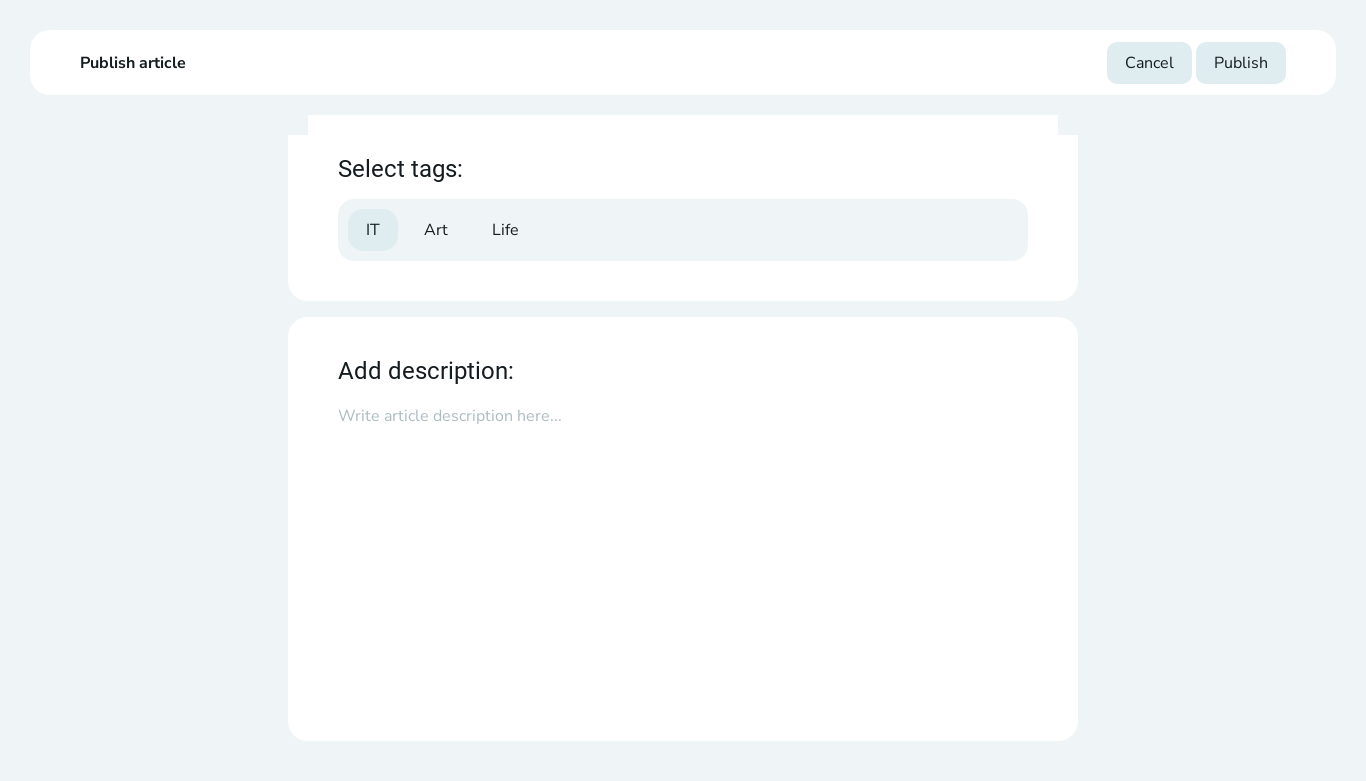 Publish article
Cancel
Publish
Select tags:
IT
Art
Life
Add description:
Write article description here...